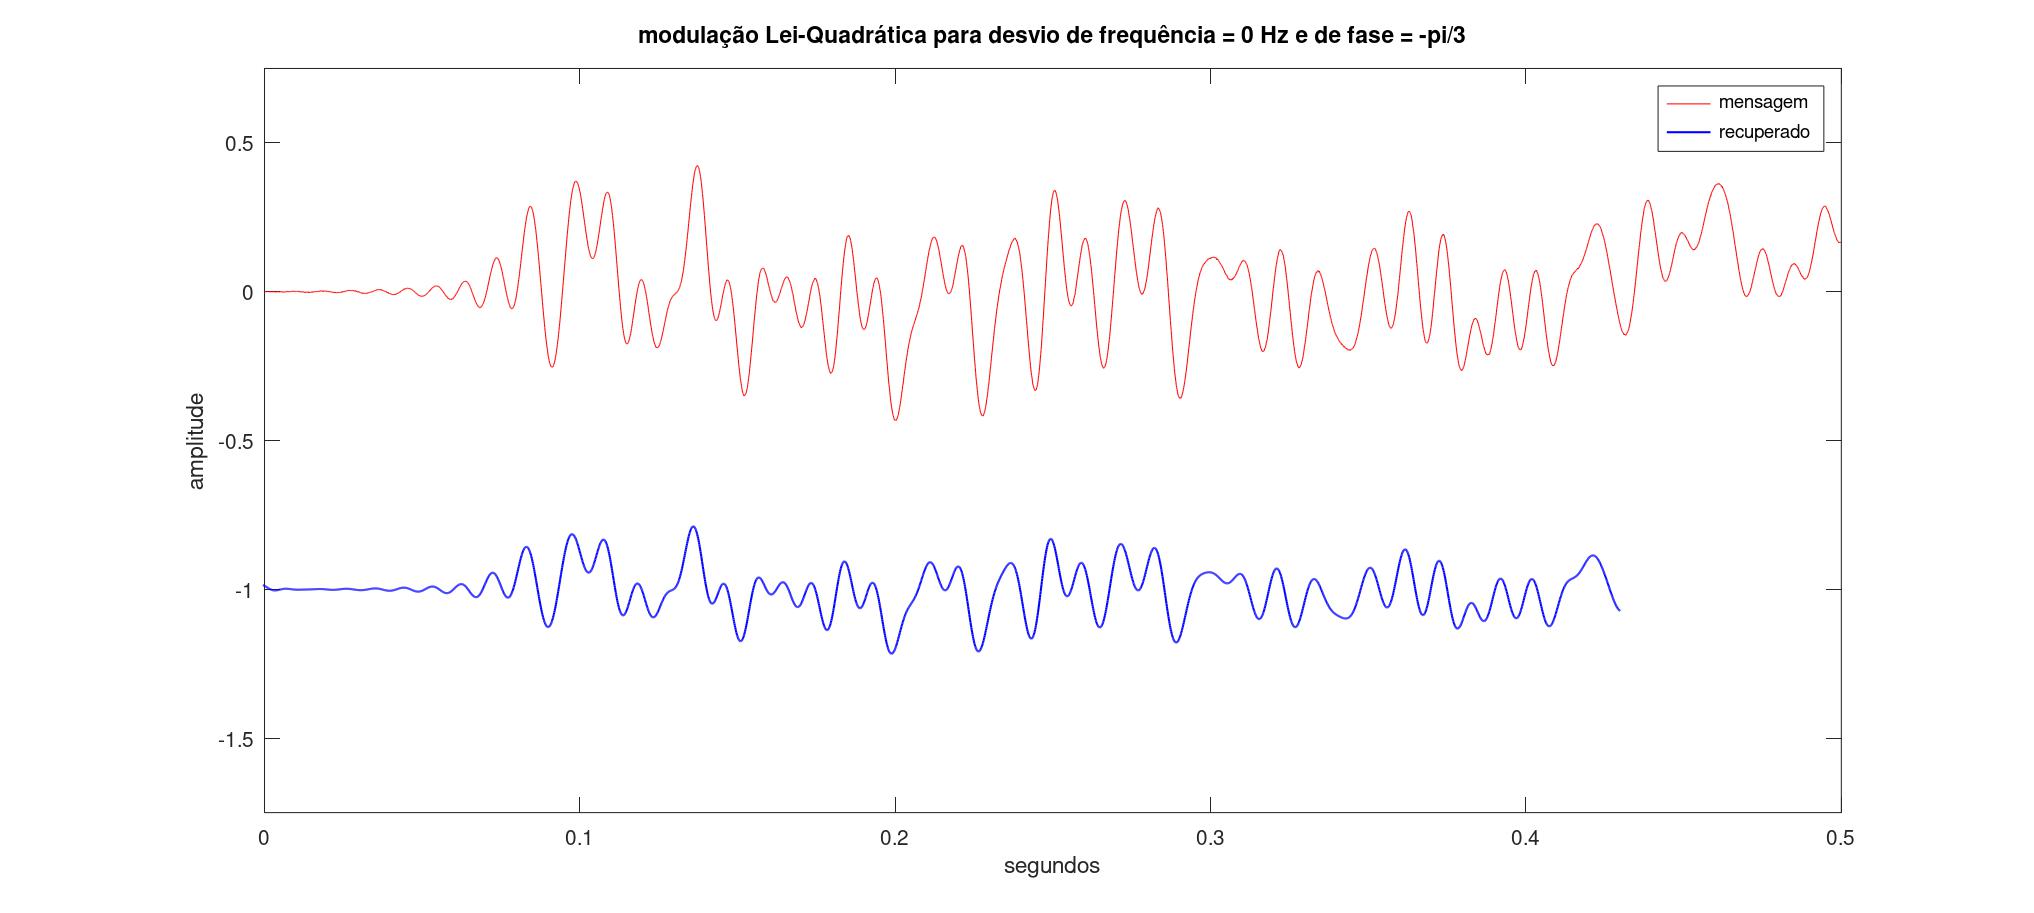 modulação Lei-Quadrática para desvio de frequência = 0 Hz e de fase = -pi/3
mensagem
recuperado
0.5
0
-0.5
-1
-1.5
amplitude
0
0.1
0.2
0.3
0.4
0.5
segundos